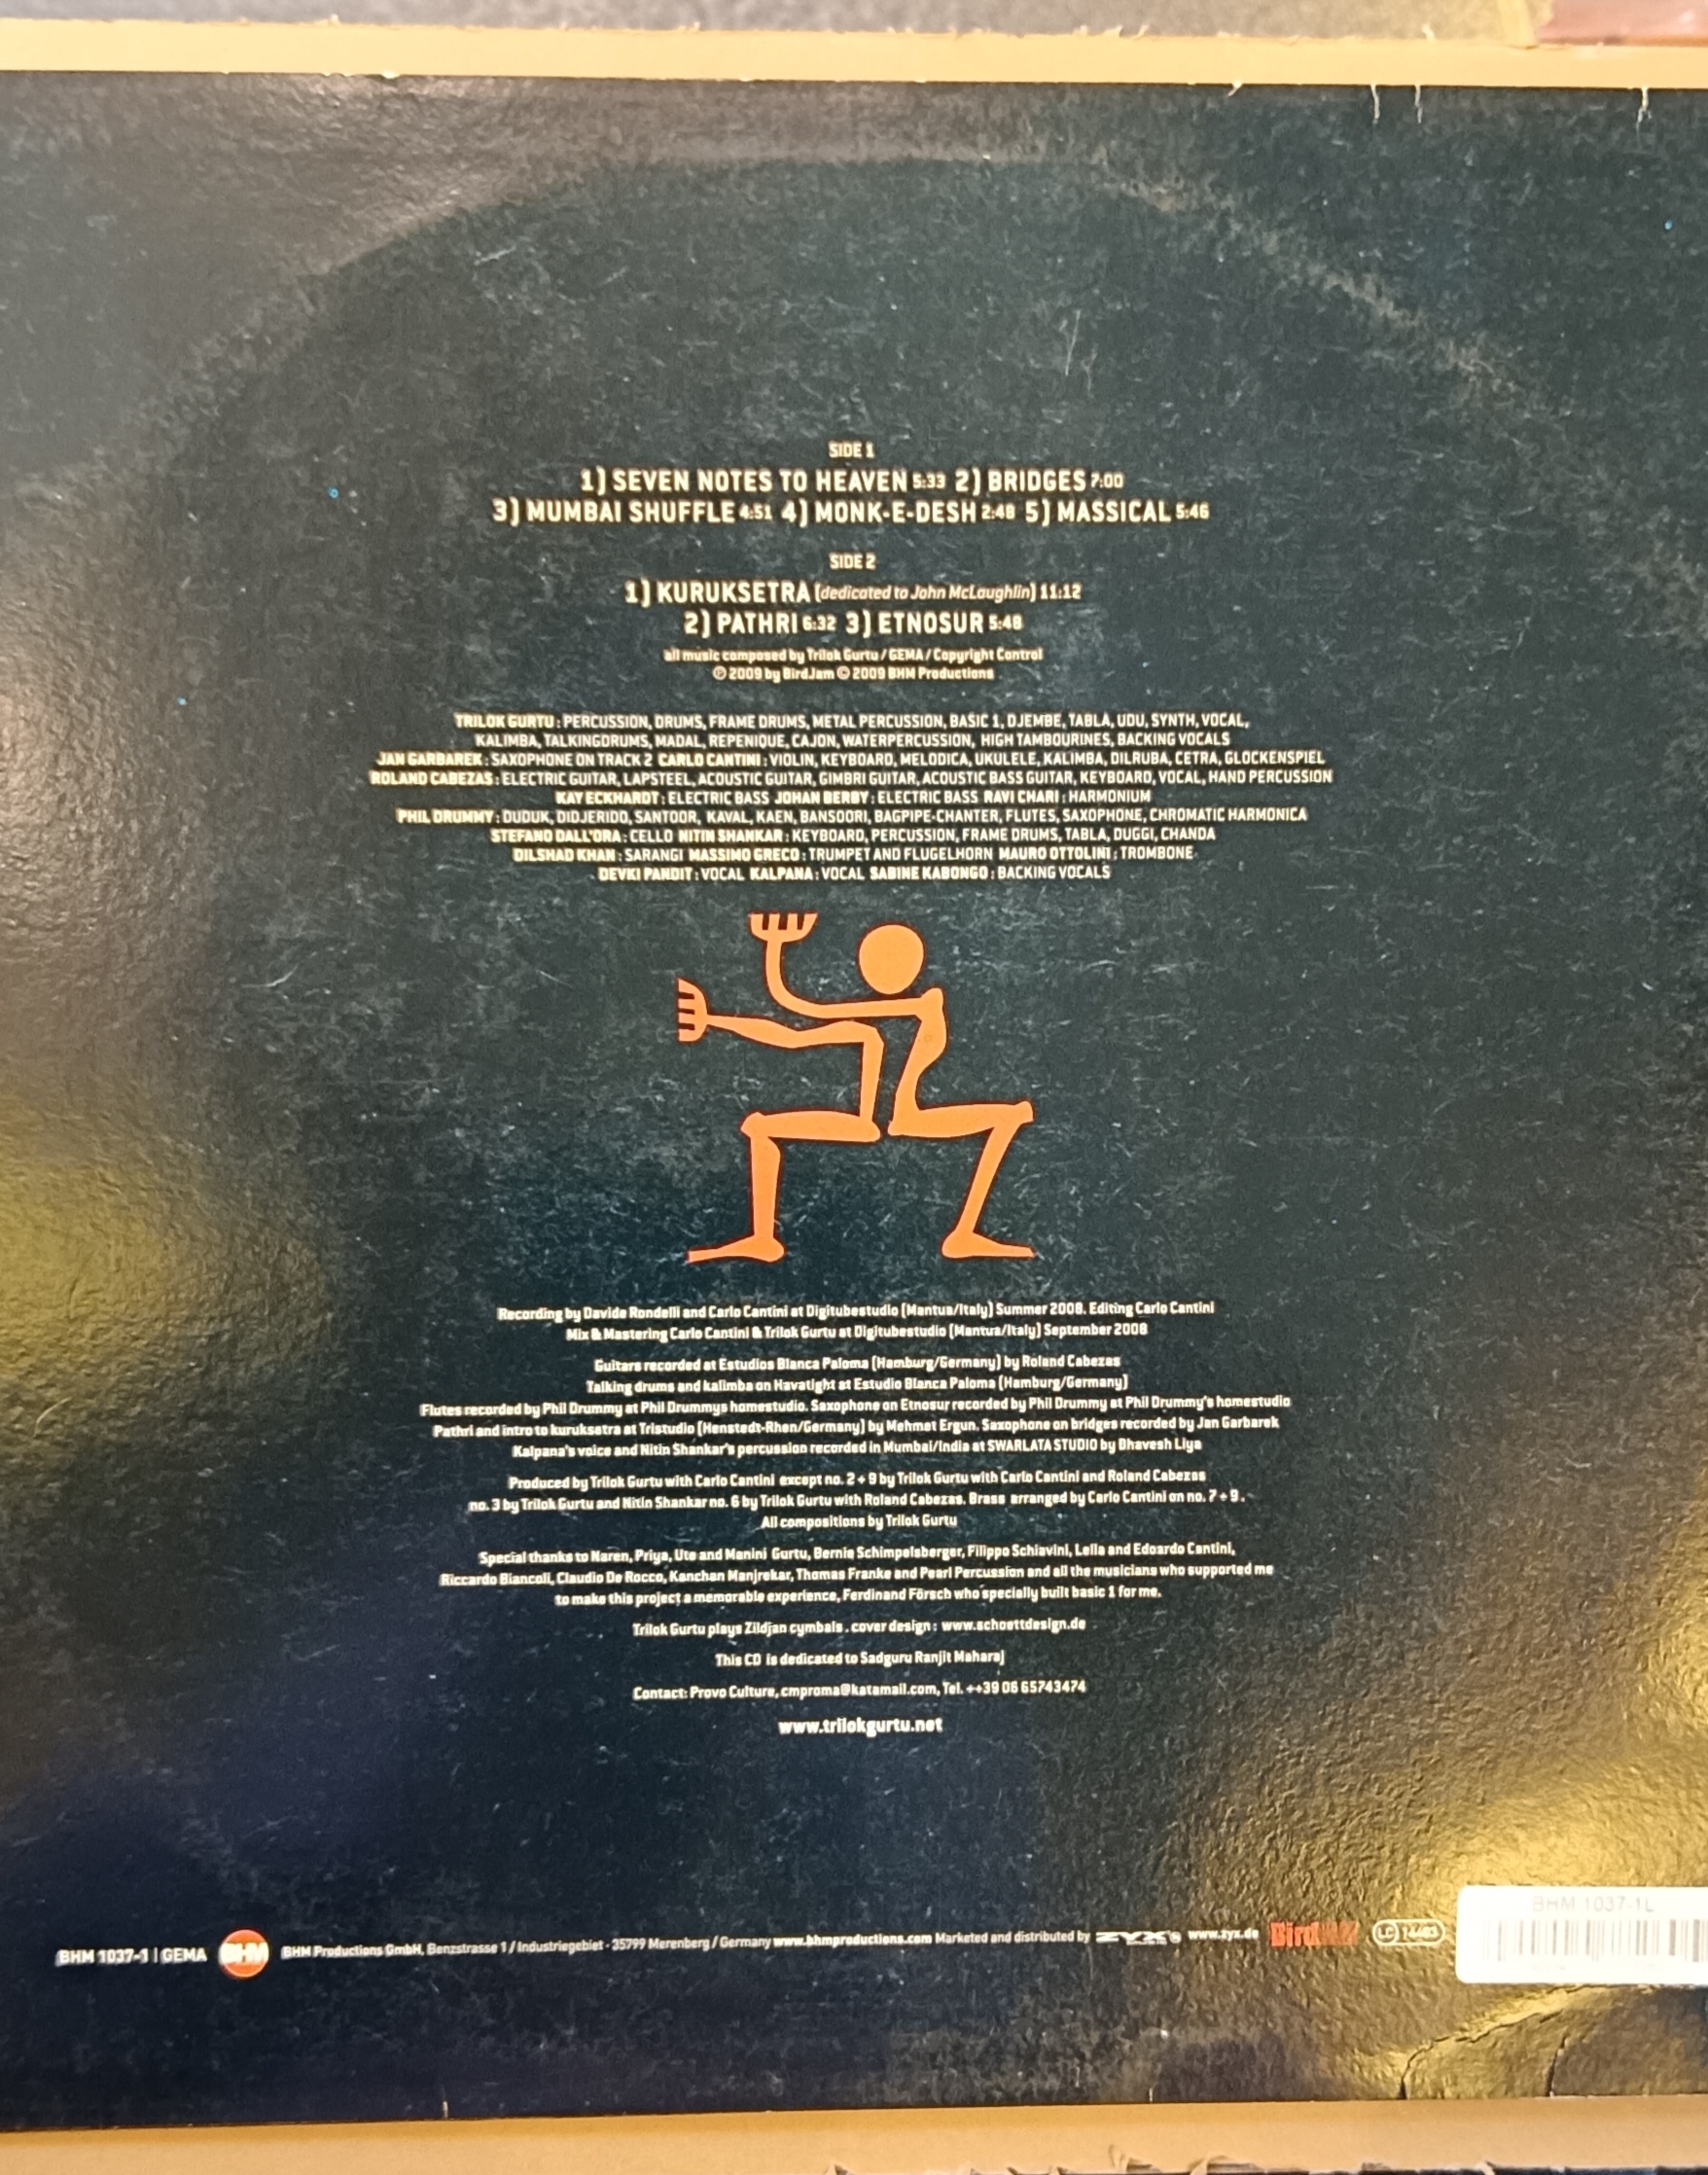 SIDE 1
1) SEVEN NOTES TO HEAVEN 5:33 2) BRIDGES 7:00
3) MUMBAI SHUFFLE 4:51 4) MONK-E-DESH 2:48 5) MASSICAL 5:46
SIDE 2
1) KURUKSETRA (dedicated to John McLaughlin) 11:12
2) PATHRI 6:32 3) ETNOSUR 5:48
all music composed by Trilok Gurtu / GEMA / Copyright Control
℗ 2009 by BirdJam © 2009 BHM Productions
TRILOK GURTU : PERCUSSION, DRUMS, FRAME DRUMS, METAL PERCUSSION, BASIC 1, DJEMBE, TABLA, UDU, SYNTH, VOCAL,
KALIMBA, TALKINGDRUMS, MADAL, REPENIQUE, CAJON, WATERPERCUSSION, HIGH TAMBOURINES, BACKING VOCALS
JAN GARBAREK : SAXOPHONE ON TRACK 2 CARLO CANTINI : VIOLIN, KEYBOARD, MELODICA, UKULELE, KALIMBA, DILRUBA, CETRA, GLOCKENSPIEL
ROLAND CABEZAS : ELECTRIC GUITAR, LAPSTEEL, ACOUSTIC GUITAR, GIMBRI GUITAR, ACOUSTIC BASS GUITAR, KEYBOARD, VOCAL, HAND PERCUSSION
KAY ECKHARDT : ELECTRIC BASS JOHAN BERBY : ELECTRIC BASS RAVI CHARI : HARMONIUM
PHIL DRUMMY : DUDUK, DIDJERIDO, SANTOOR, KAVAL, KAEN, BANSOORI, BAGPIPE-CHANTER, FLUTES, SAXOPHONE, CHROMATIC HARMONICA
STEFANO DALL'ORA : CELLO NITIN SHANKAR : KEYBOARD, PERCUSSION, FRAME DRUMS, TABLA, DUGGI, CHANDA
DILSHAD KHAN : SARANGI MASSIMO GRECO : TRUMPET AND FLUGELHORN MAURO OTTOLINI : TROMBONE
DEVKI PANDIT : VOCAL KALPANA : VOCAL SABINE KABONGO : BACKING VOCALS
Recording by Davide Rondelli and Carlo Cantini at Digitubestudio (Mantua/Italy) Summer 2008. Editing Carlo Cantini
Mix & Mastering Carlo Cantini & Trilok Gurtu at Digitubestudio (Mantua/Italy) September 2008
Guitars recorded at Estudios Blanca Paloma (Hamburg/Germany) by Roland Cabezas
Talking drums and kalimba on Havatight at Estudio Blanca Paloma (Hamburg/Germany)
Flutes recorded by Phil Drummy at Phil Drummys homestudio. Saxophone on Etnosur recorded by Phil Drummy at Phil Drummy's homestudio
Pathri and intro to kuruksetra at Tristudio (Henstedt-Rhen/Germany) by Mehmet Ergun. Saxophone on bridges recorded by Jan Garbarek
Kalpana's voice and Nitin Shankar's percussion recorded in Mumbai/India at SWARLATA STUDIO by Bhavesh Liya
Produced by Trilok Gurtu with Carlo Cantini except no. 2 + 9 by Trilok Gurtu with Carlo Cantini and Roland Cabezas
no. 3 by Trilok Gurtu and Nitin Shankar no. 6 by Trilok Gurtu with Roland Cabezas. Brass arranged by Carlo Cantini on no. 7 + 9.
All compositions by Trilok Gurtu
Special thanks to Naren, Priya, Ute and Manini Gurtu, Bernie Schimpelsberger, Filippo Schiavini, Lella and Edoardo Cantini,
Riccardo Biancoli, Claudio De Rocco, Kanchan Manjrekar, Thomas Franke and Pearl Percussion and all the musicians who supported me
to make this project a memorable experience, Ferdinand Försch who specially built basic 1 for me.
Trilok Gurtu plays Zildjan cymbals . cover design : www.schoettdesign.de
This CD is dedicated to Sadguru Ranjit Maharaj
Contact: Provo Culture, cmproma@katamail.com, Tel. ++39 06 65743474
www.trilokgurtu.net
BHM 1037-1L
BHM 1037-1 | GEMA BHM BHM Productions GmbH, Benzstrasse 1 / Industriegebiet - 35799 Merenberg / Germany www.bhmproductions.com Marketed and distributed by ZYX www.zyx.de Bird LC 14403